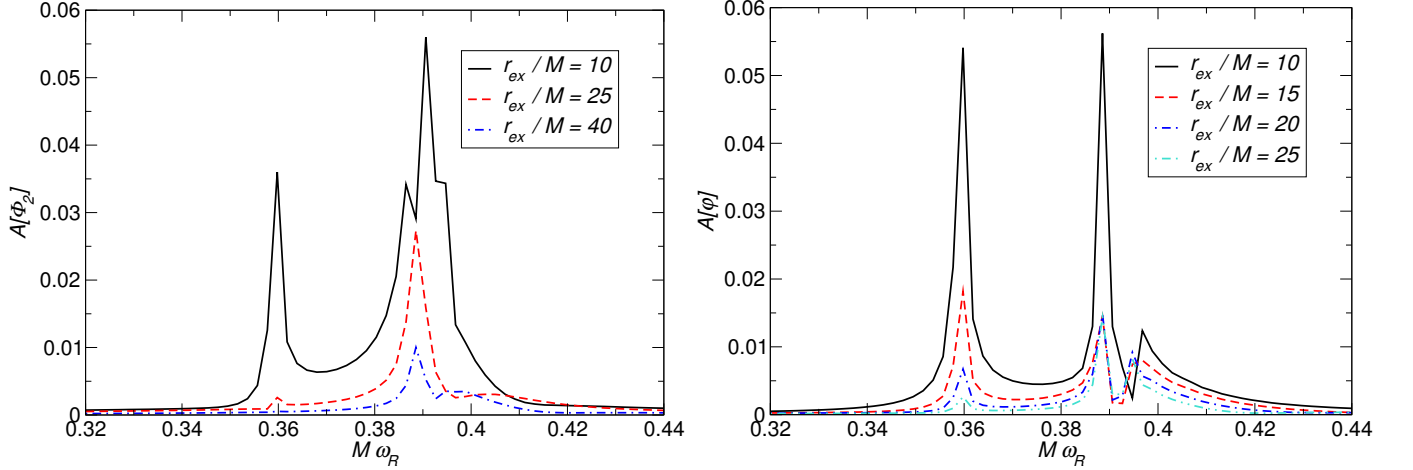 0.06
0.05
0.04
0.03
0.02
0.01
0
A[Φ₂]
r_ex / M = 10
r_ex / M = 25
r_ex / M = 40
0.32
0.34
0.36
0.38
0.4
0.42
0.44
M ω_R
0.06
0.05
0.04
0.03
0.02
0.01
0
A[φ]
r_ex / M = 10
r_ex / M = 15
r_ex / M = 20
r_ex / M = 25
0.32
0.34
0.36
0.38
0.4
0.42
0.44
M ω_R